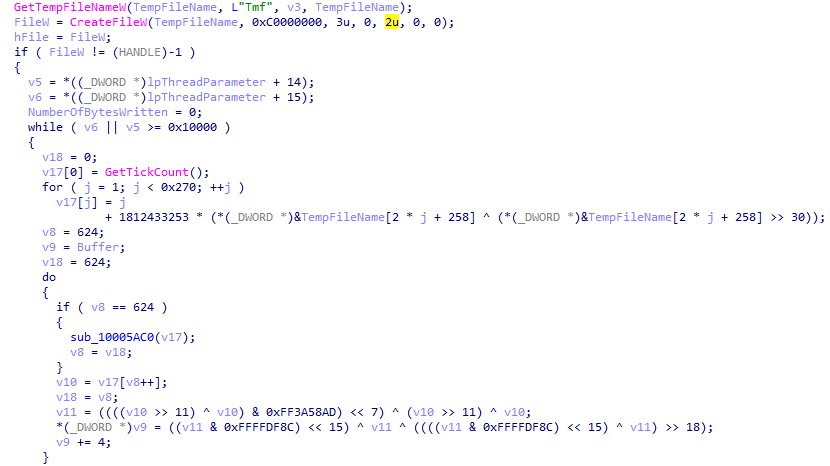 GetTempFileNameW(TempFileName, L"Tmf", v3, TempFileName);
FileW = CreateFileW(TempFileName, 0xC0000000, 3u, 0, 2u, 0, 0);
hFile = FileW;
if ( FileW != (HANDLE)-1 )
{
v5 = *((_DWORD *)lpThreadParameter + 14);
v6 = *((_DWORD *)lpThreadParameter + 15);
NumberOfBytesWritten = 0;
while ( v6 || v5 >= 0x10000 )
{
v18 = 0;
v17[0] = GetTickCount();
for ( j = 1; j < 0x270; ++j )
v17[j] = j
+ 1812433253 * (*(_DWORD *)&TempFileName[2 * j + 258] ^ (*(_DWORD *)&TempFileName[2 * j + 258] >> 30));
v8 = 624;
v9 = Buffer;
v18 = 624;
do
{
if ( v8 == 624 )
{
sub_10005AC0(v17);
v8 = v18;
}
v10 = v17[v8++];
v18 = v8;
v11 = ((((v10 >> 11) ^ v10) & 0xFF3A58AD) << 7) ^ (v10 >> 11) ^ v10;
*(_DWORD *)v9 = ((v11 & 0xFFFFDF8C) << 15) ^ v11 ^ ((((v11 & 0xFFFFDF8C) << 15) ^ v11) >> 18);
v9 += 4;
}